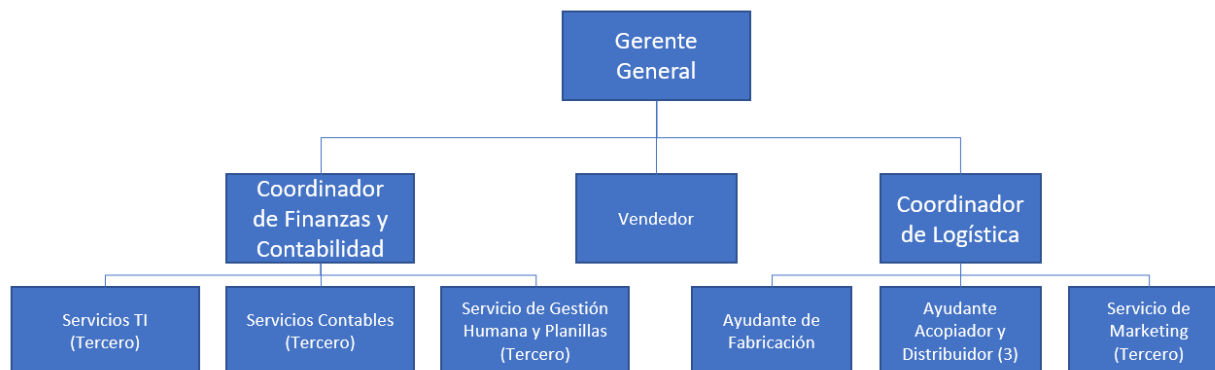 Gerente
General
Coordinador
de Finanzas y
Contabilidad
Vendedor
Coordinador
de Logística
Servicios TI
(Tercero)
Servicios Contables
(Tercero)
Servicio de Gestión
Humana y Planillas
(Tercero)
Ayudante de
Fabricación
Ayudante
Acopiador y
Distribuidor (3)
Servicio de
Marketing
(Tercero)